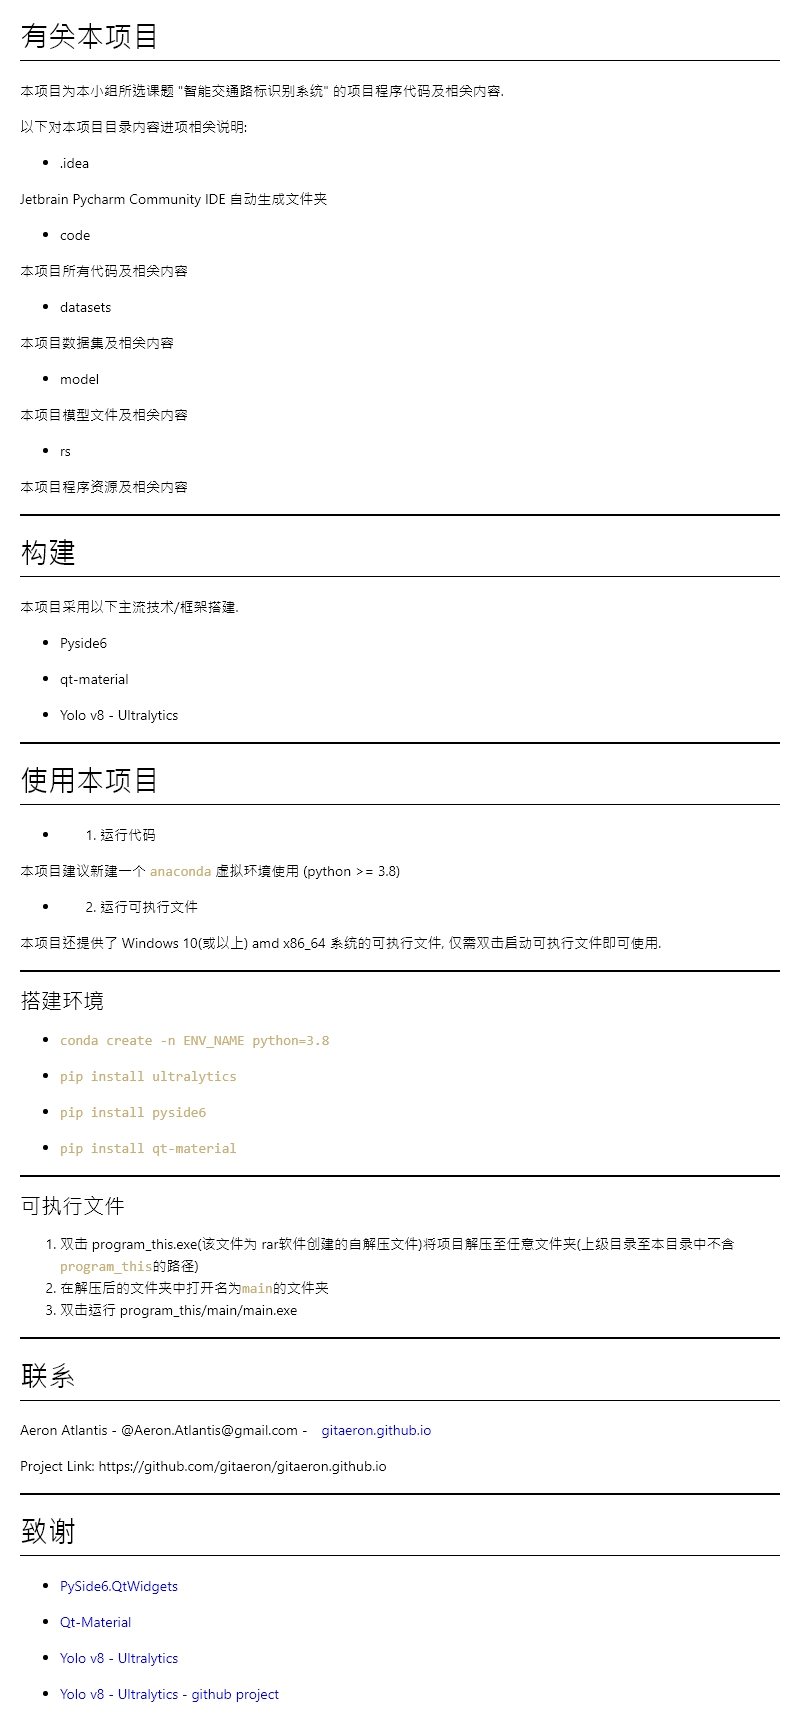 有关本项目
本项目为本小组所选课题 "智能交通路标识别系统" 的项目程序代码及相关内容.
以下对本项目目录内容进项相关说明:
• .idea
Jetbrain Pycharm Community IDE 自动生成文件夹
• code
本项目所有代码及相关内容
• datasets
本项目数据集及相关内容
• model
本项目模型文件及相关内容
• rs
本项目程序资源及相关内容
构建
本项目采用以下主流技术/框架搭建.
• Pyside6
• qt-material
• Yolo v8 - Ultralytics
使用本项目
• 1. 运行代码
本项目建议新建一个 anaconda 虚拟环境使用 (python >= 3.8)
• 2. 运行可执行文件
本项目还提供了 Windows 10(或以上) amd x86_64 系统的可执行文件, 仅需双击启动可执行文件即可使用.
搭建环境
• conda create -n ENV_NAME python=3.8
• pip install ultralytics
• pip install pyside6
• pip install qt-material
可执行文件
1. 双击 program_this.exe(该文件为 rar软件创建的自解压文件)将项目解压至任意文件夹(上级目录至本目录中不含
program_this的路径)
2. 在解压后的文件夹中打开名为main的文件夹
3. 双击运行 program_this/main/main.exe
联系
Aeron Atlantis - @Aeron.Atlantis@gmail.com - gitaeron.github.io
Project Link: https://github.com/gitaeron/gitaeron.github.io
致谢
• PySide6.QtWidgets
• Qt-Material
• Yolo v8 - Ultralytics
• Yolo v8 - Ultralytics - github project